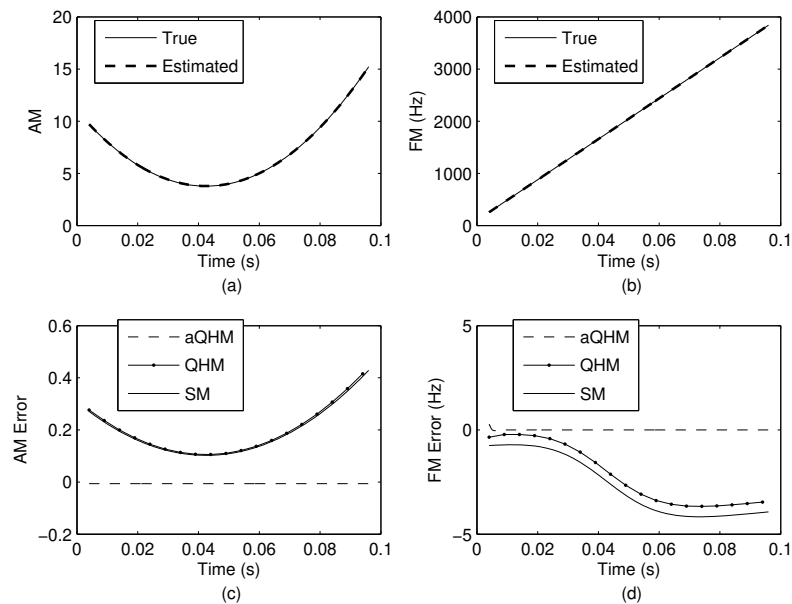 20
15
10
5
0
AM
True
Estimated
0
0.02
0.04
0.06
0.08
0.1
Time (s)
(a)
4000
3000
2000
1000
0
FM (Hz)
True
Estimated
0
0.02
0.04
0.06
0.08
0.1
Time (s)
(b)
0.6
0.4
0.2
0
−0.2
AM Error
aQHM
QHM
SM
0
0.02
0.04
0.06
0.08
0.1
Time (s)
(c)
5
0
−5
FM Error (Hz)
aQHM
QHM
SM
0
0.02
0.04
0.06
0.08
0.1
Time (s)
(d)